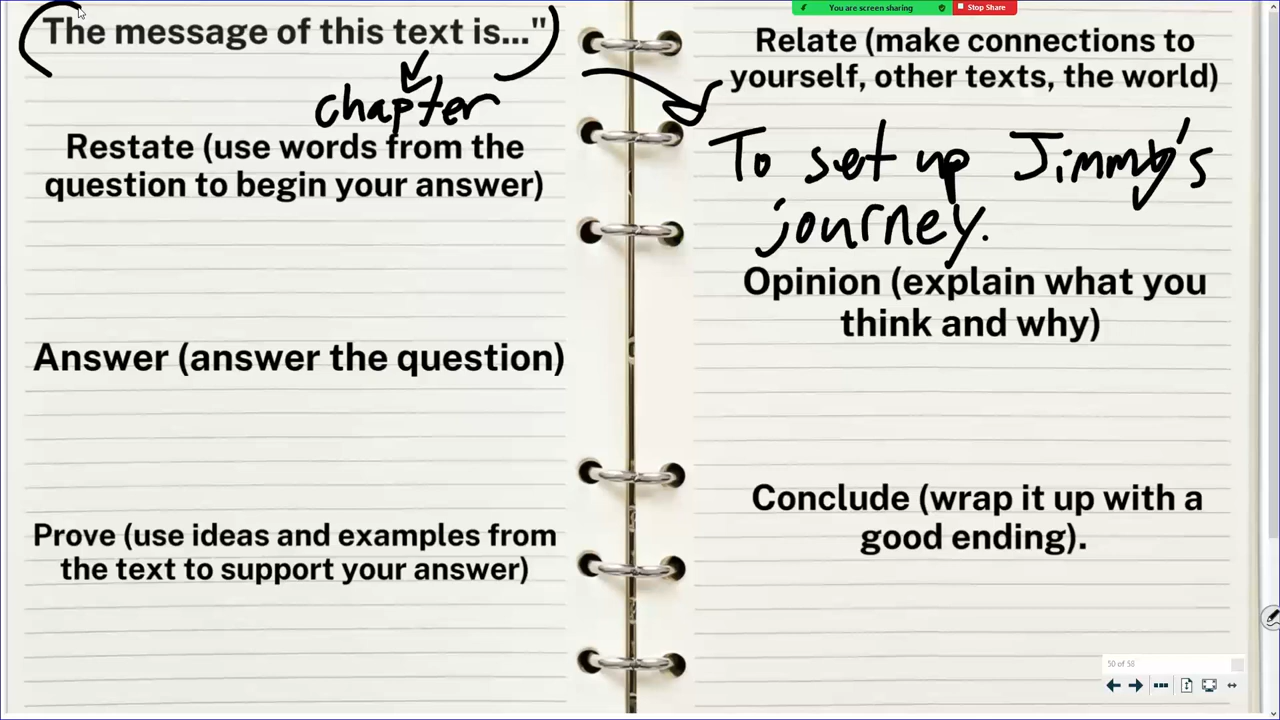 The message of this text is..."
chapter
Restate (use words from the
question to begin your answer)
Answer (answer the question)
Prove (use ideas and examples from
the text to support your answer)
You are screen sharing
Stop Share
Relate (make connections to
yourself, other texts, the world)
To set up Jimmy's
journey.
Opinion (explain what you
think and why)
Conclude (wrap it up with a
good ending).
50 of 58